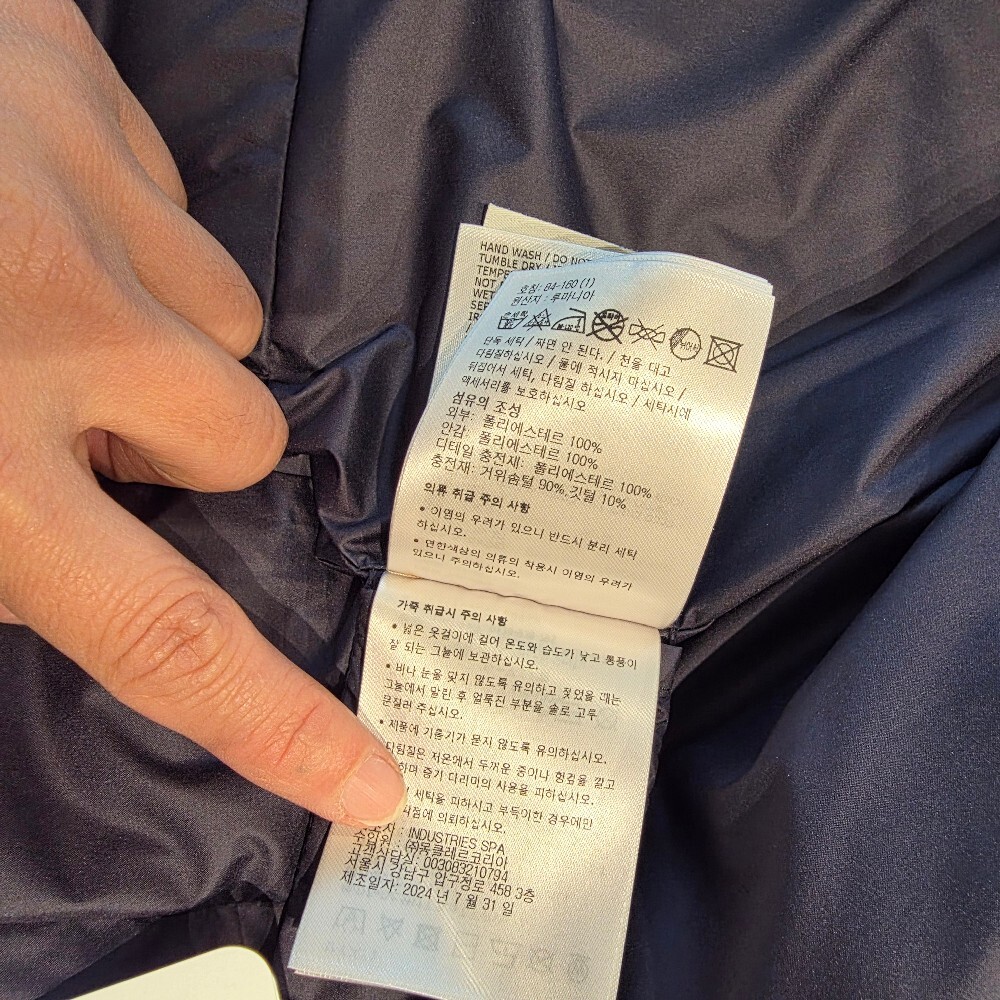 HAND WASH / DO NOT
TUMBLE DRY
NOT
WET
호칭: 84-160 (1)
원산지 : 루마니아
단독 세탁 / 짜면 안 된다. / 천을 대고
다림질하십시오 / 물에 적시지 마십시오 /
뒤집어서 세탁, 다림질 하십시오 / 세탁시에
액세서리를 보호하십시오
섬유의 조성
외부: 폴리에스테르 100%
안감: 폴리에스테르 100%
디테일 충전재: 폴리에스테르 100%
충전재: 거위솜털 90%, 깃털 10%
의류 취급 주의 사항
• 이염의 우려가 있으니 반드시 분리 세탁
하십시오.
• 연한색상의 의류의 착용시 이염의 우려가
있으니 주의하십시오.
가죽 취급시 주의 사항
• 넓은 옷걸이에 걸어 온도와 습도가 낮고 통풍이
잘 되는 그늘에 보관하십시오.
• 비나 눈을 맞지 않도록 유의하고 젖었을 때는
그늘에서 말린 후 얼룩진 부분을 솔로 고루
문질러 주십시오.
• 제품에 기름기가 묻지 않도록 유의하십시오.
다림질은 저온에서 두꺼운 종이나 헝겊을 깔고
하며 증기 다리미의 사용을 피하십시오.
세탁을 피하시고 부득이한 경우에만
의뢰하십시오.
: INDUSTRIES SPA
수입원 : (주)몽클레르코리아
고객상담실: 003083210794
서울시 강남구 압구정로 458 3층
제조일자: 2024 년 7 월 31 일